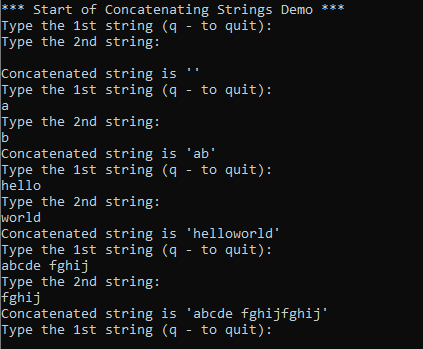 *** Start of Concatenating Strings Demo ***
Type the 1st string (q - to quit):
Type the 2nd string:

Concatenated string is ''
Type the 1st string (q - to quit):
a
Type the 2nd string:
b
Concatenated string is 'ab'
Type the 1st string (q - to quit):
hello
Type the 2nd string:
world
Concatenated string is 'helloworld'
Type the 1st string (q - to quit):
abcde fghij
Type the 2nd string:
fghij
Concatenated string is 'abcde fghijfghij'
Type the 1st string (q - to quit):